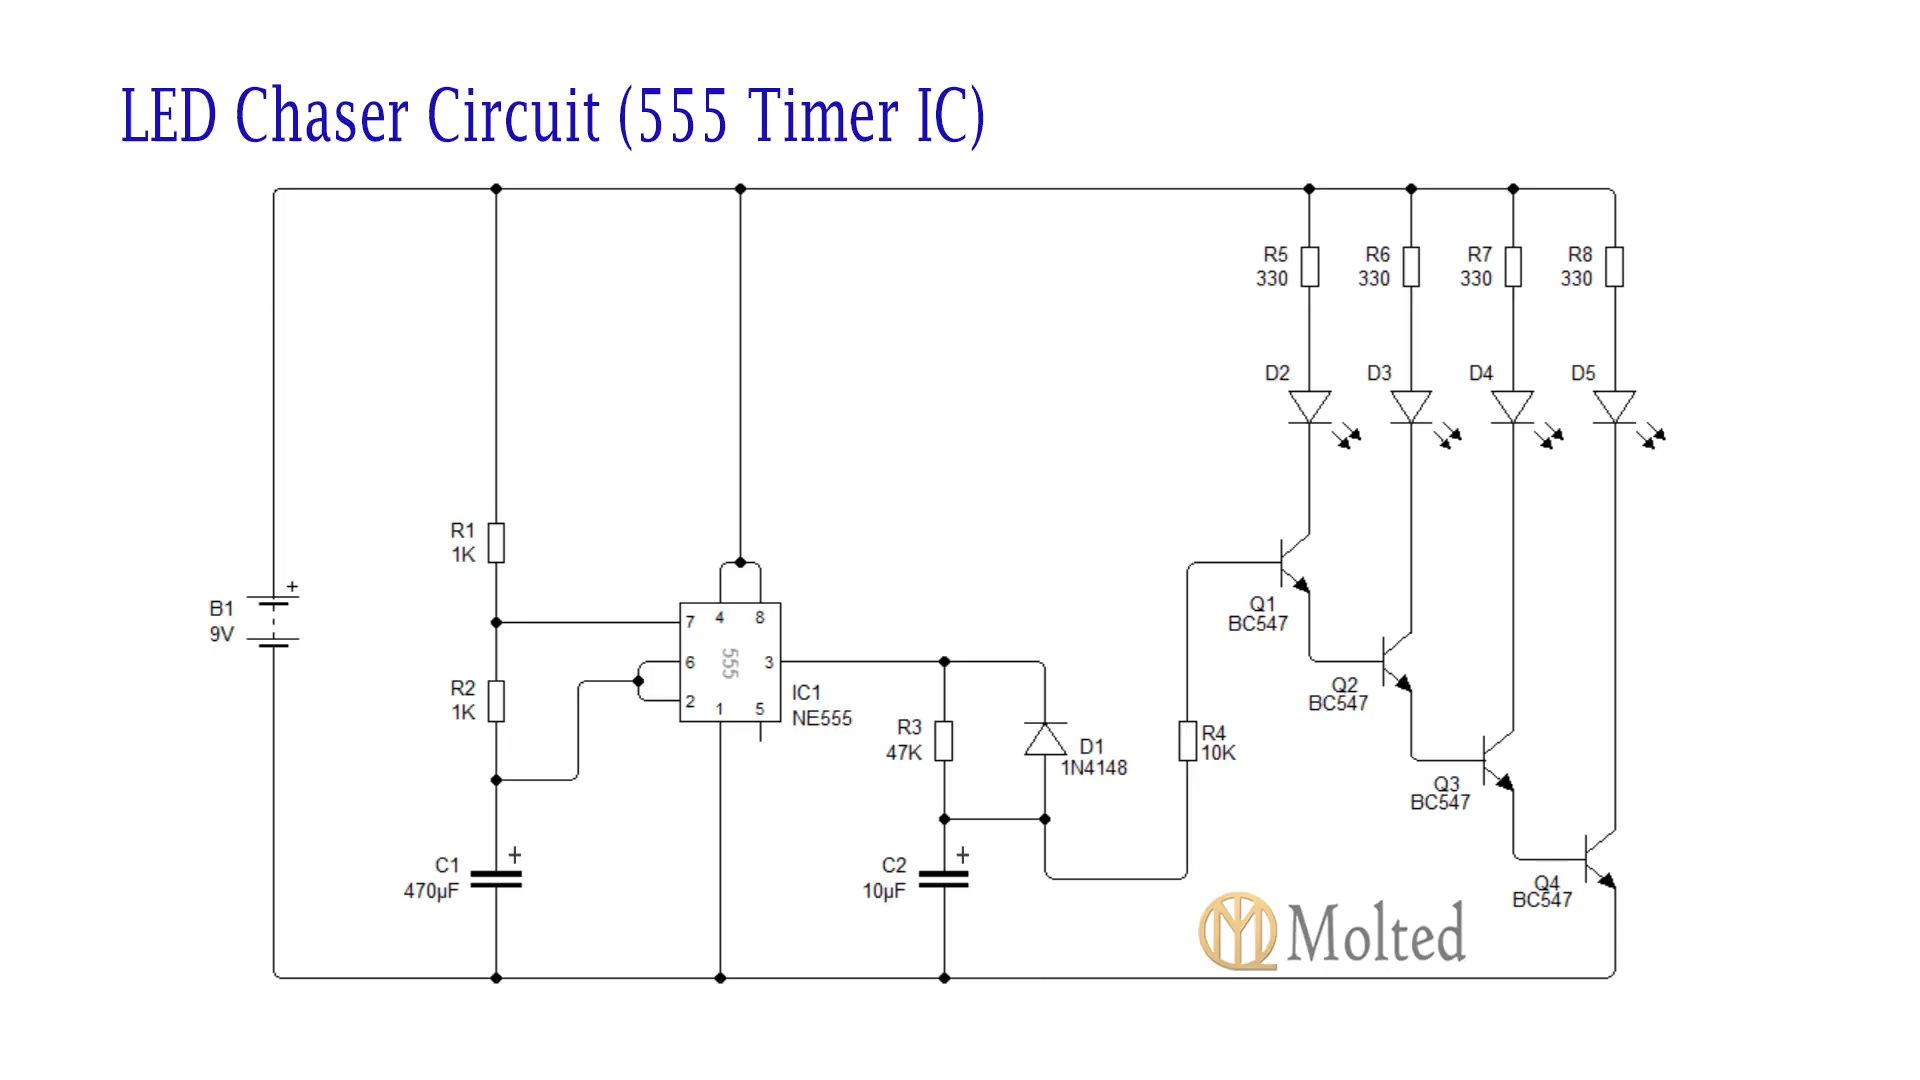 LED Chaser Circuit (555 Timer IC)
R5
330
R6
330
R7
330
R8
330
D2
D3
D4
D5
R1
1K
B1
9V
+
7
4
8
6
555
3
2
1
5
IC1
NE555
R2
1K
R3
47K
D1
1N4148
R4
10K
Q1
BC547
Q2
BC547
Q3
BC547
Q4
BC547
C1
470µF
+
C2
10µF
+
Molted